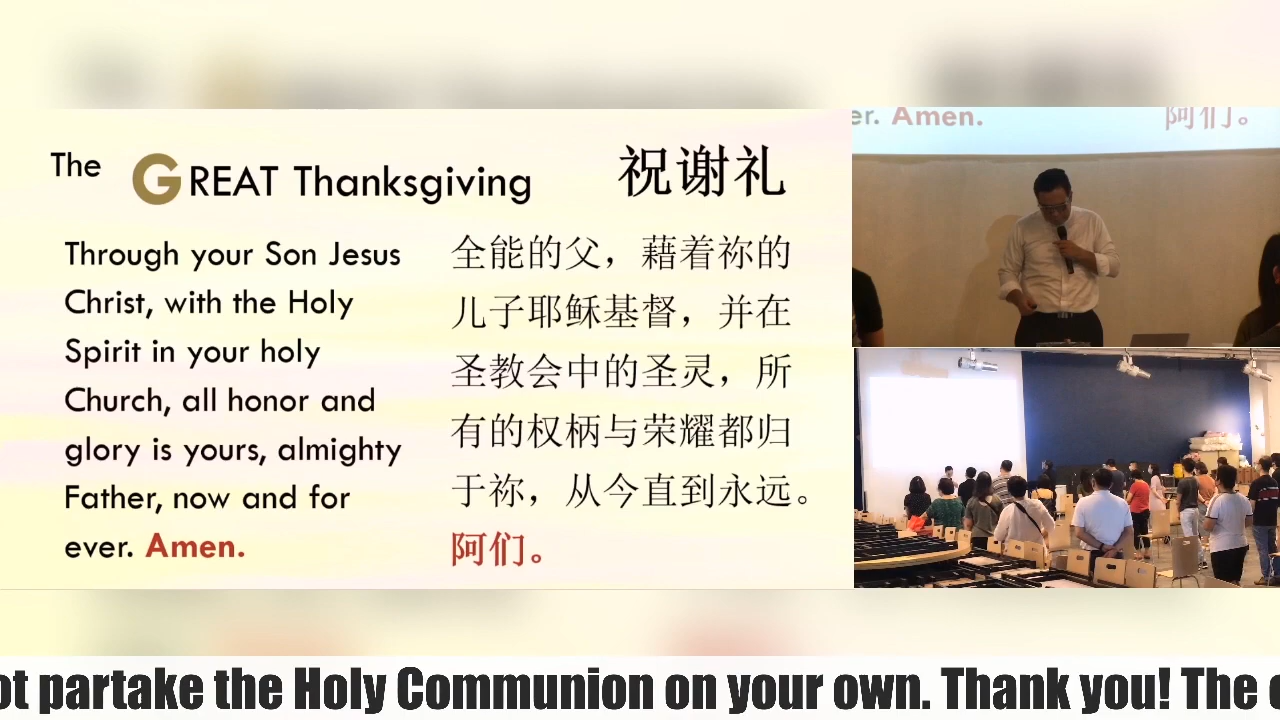 The GREAT Thanksgiving 祝谢礼
Through your Son Jesus
Christ, with the Holy
Spirit in your holy
Church, all honor and
glory is yours, almighty
Father, now and for
ever. Amen.
全能的父，藉着祢的
儿子耶稣基督，并在
圣教会中的圣灵，所
有的权柄与荣耀都归
于祢，从今直到永远。
阿们。
er. Amen. 阿们。
ot partake the Holy Communion on your own. Thank you! The